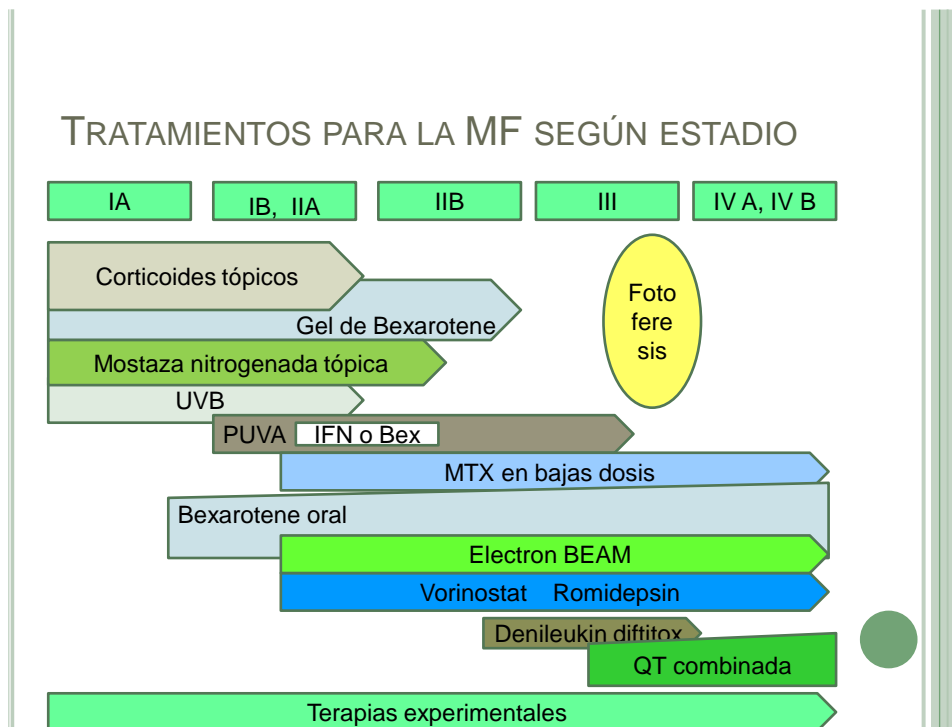 TRATAMIENTOS PARA LA MF SEGÚN ESTADIO
IA
IB, IIA
IIB
III
IV A, IV B
Corticoides tópicos
Gel de Bexarotene
Foto
fere
sis
Mostaza nitrogenada tópica
UVB
PUVA
IFN o Bex
MTX en bajas dosis
Bexarotene oral
Electron BEAM
Vorinostat Romidepsin
Denileukin diftitox
QT combinada
Terapias experimentales